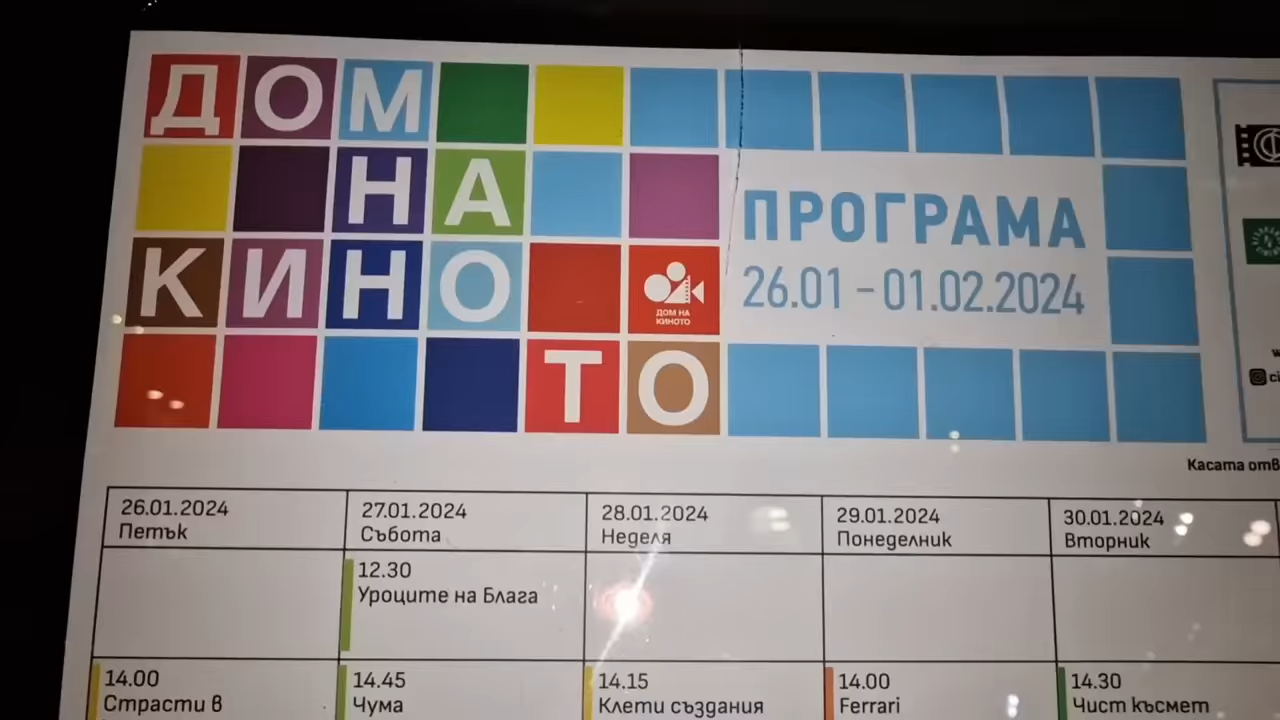 ДОМ
НА
КИНО
ТО
ДОМ НА
КИНОТО
ПРОГРАМА
26.01 – 01.02.2024
Касата
26.01.2024
Петък
27.01.2024
Събота
28.01.2024
Неделя
29.01.2024
Понеделник
30.01.2024
Вторник
12.30
Уроците на Блага
14.00
Страсти в
14.45
Чума
14.15
Клети създания
14.00
Ferrari
14.30
Чист късмет